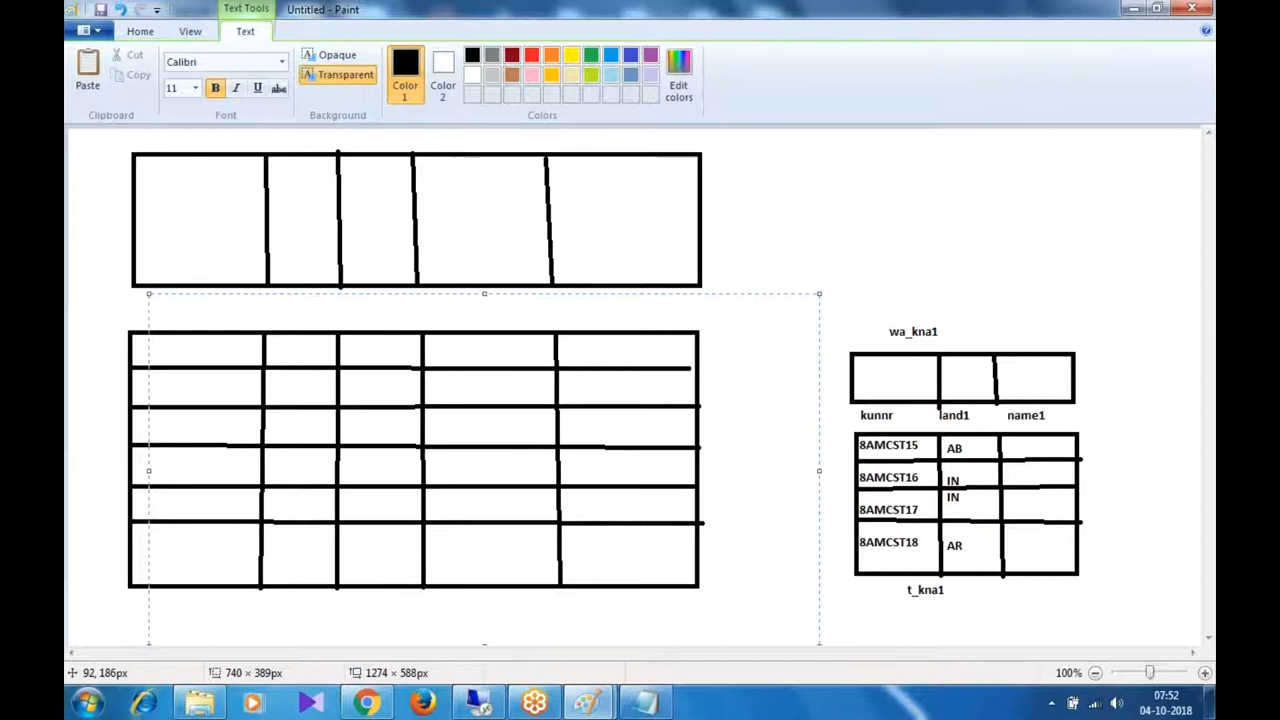 Text Tools
Untitled - Paint
Home
View
Text
Paste
Cut
Copy
Clipboard
Calibri
11
B
I
U
abc
Font
Opaque
Transparent
Background
Color
1
Color
2
Edit
colors
Colors
wa_kna1
kunnr land1 name1
8AMCST15 AB
8AMCST16 IN
IN
8AMCST17
8AMCST18 AR
t_kna1
92, 186px
740 × 389px
1274 × 588px
100%
07:52
04-10-2018